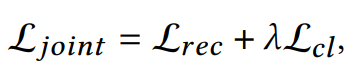 ℒ_joint = ℒ_rec + λℒ_cl,